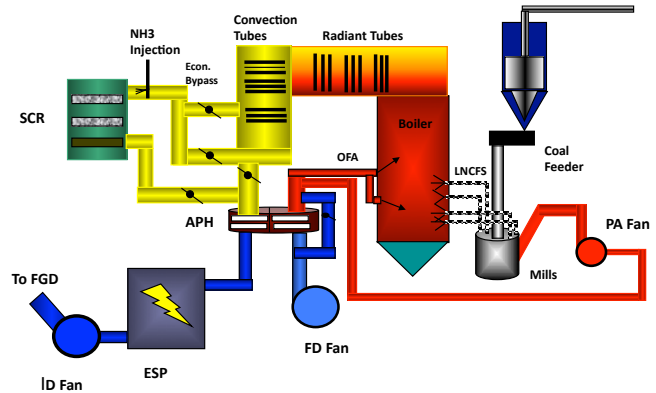 NH3
Injection
Convection
Tubes
Radiant Tubes
Econ.
Bypass
SCR
Boiler
OFA
LNCFS
Coal
Feeder
APH
PA Fan
Mills
To FGD
FD Fan
ESP
ID Fan